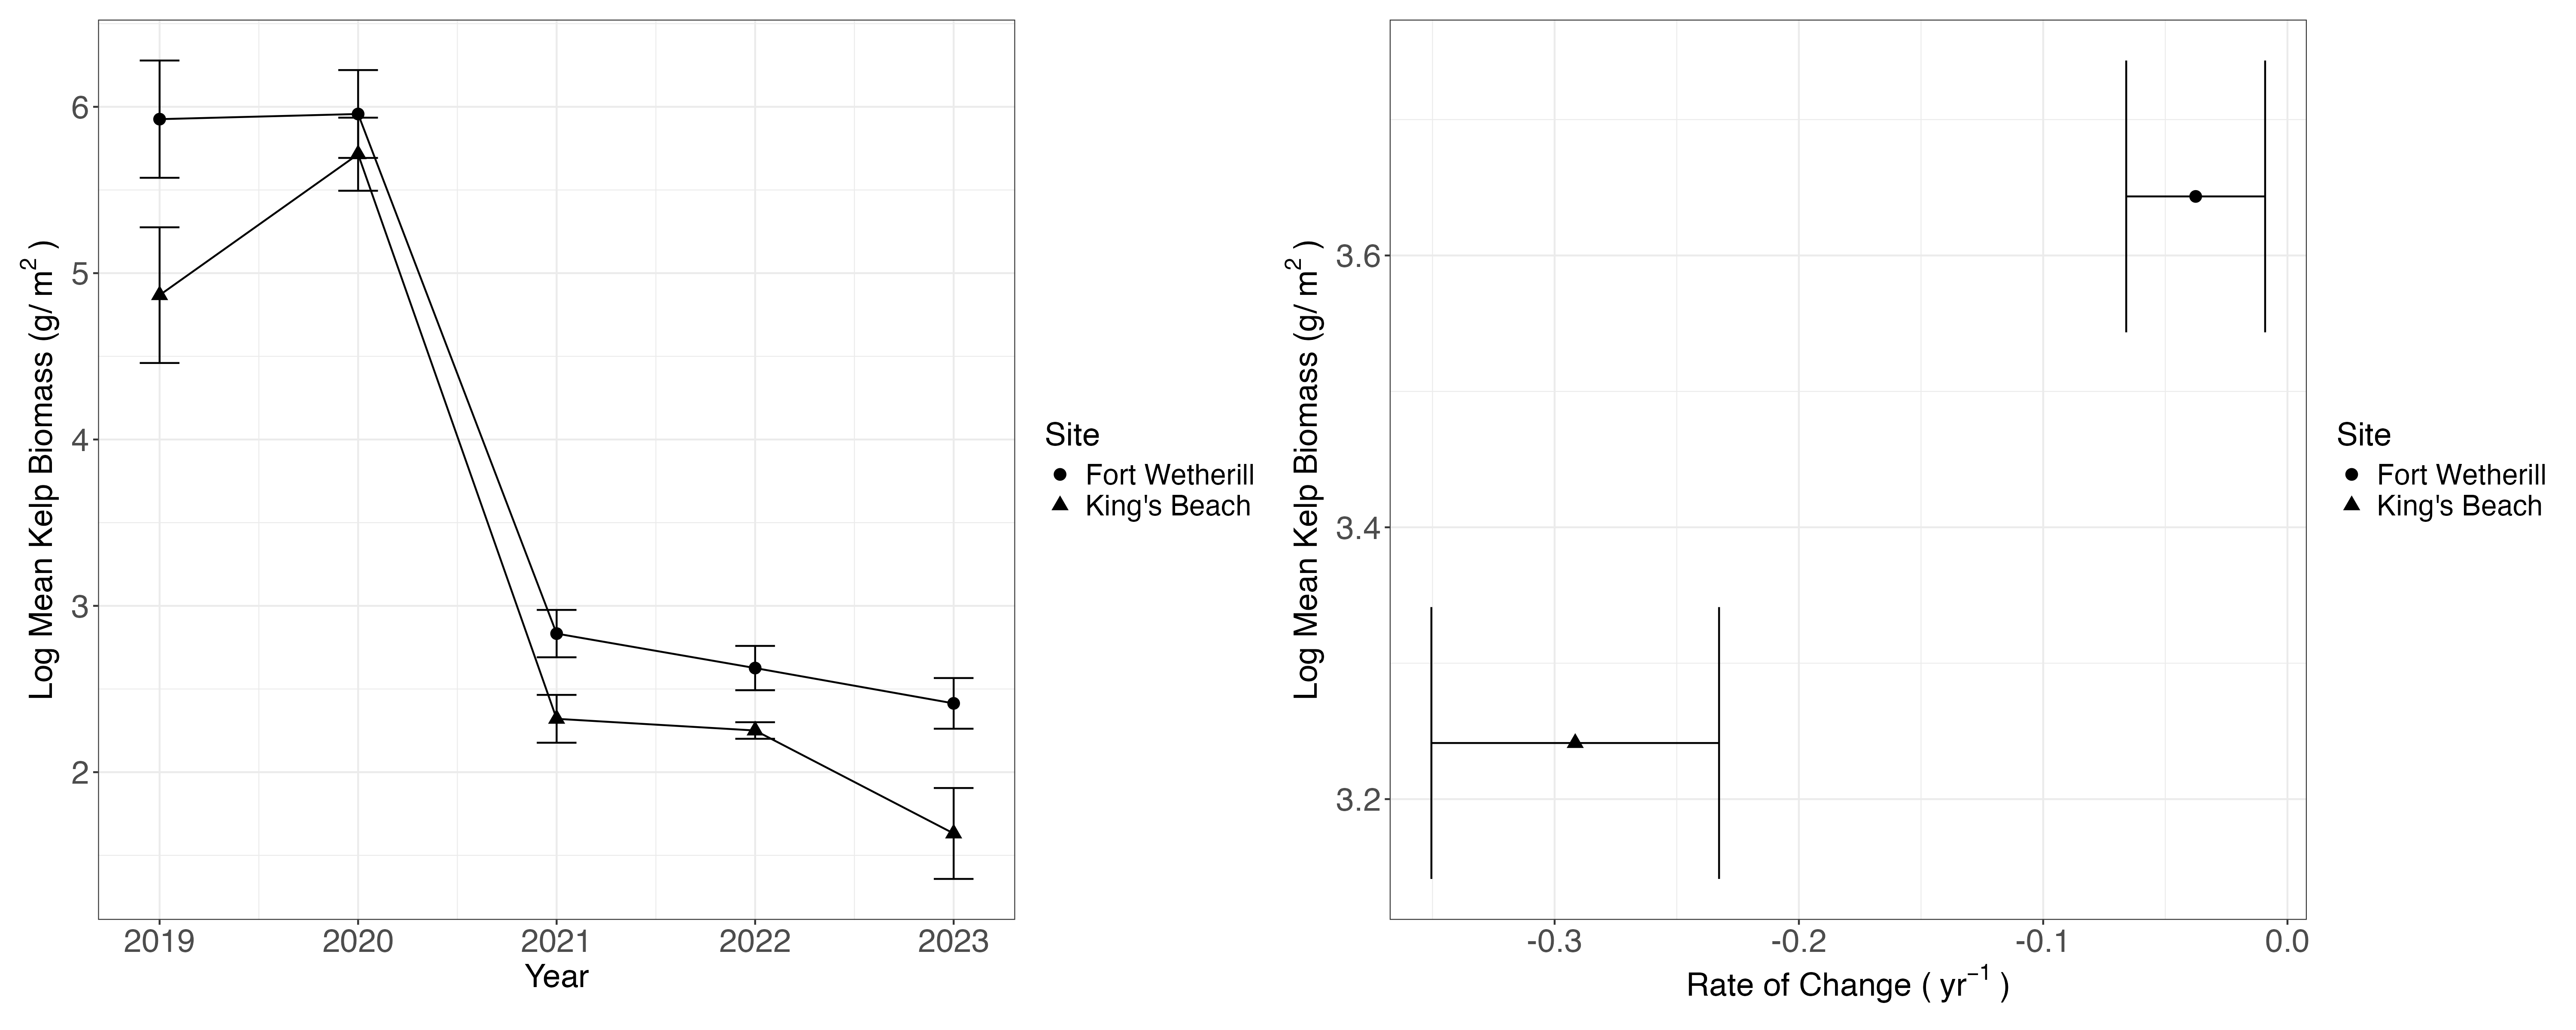 Log Mean Kelp Biomass (g/ m²)
6
5
4
3
2
2019 2020 2021 2022 2023
Year
Site
Fort Wetherill
King's Beach
Log Mean Kelp Biomass (g/ m²)
3.6
3.4
3.2
-0.3 -0.2 -0.1 0.0
Rate of Change ( yr⁻¹ )
Site
Fort Wetherill
King's Beach